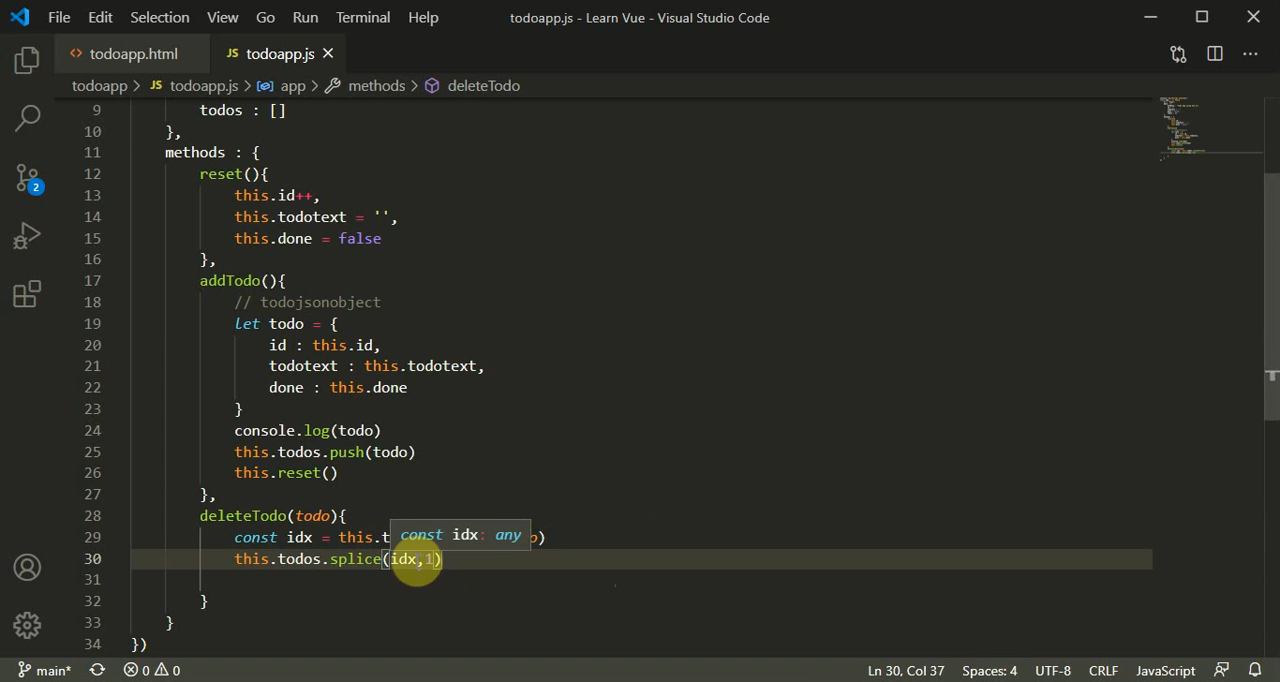 File Edit Selection View Go Run Terminal Help todoapp.js - Learn Vue - Visual Studio Code
<> todoapp.html JS todoapp.js ×
todoapp > JS todoapp.js > app > methods > deleteTodo
9 todos : []
10 },
11 methods : {
12 reset(){
13 this.id++,
14 this.todotext = '',
15 this.done = false
16 },
17 addTodo(){
18 // todojsonobject
19 let todo = {
20 id : this.id,
21 todotext : this.todotext,
22 done : this.done
23 }
24 console.log(todo)
25 this.todos.push(todo)
26 this.reset()
27 },
28 deleteTodo(todo){
const idx: any
29 const idx = this.t o)
30 this.todos.splice(idx,1)
31
32 }
33 }
34 })
2
main* 0 0 Ln 30, Col 37 Spaces: 4 UTF-8 CRLF JavaScript